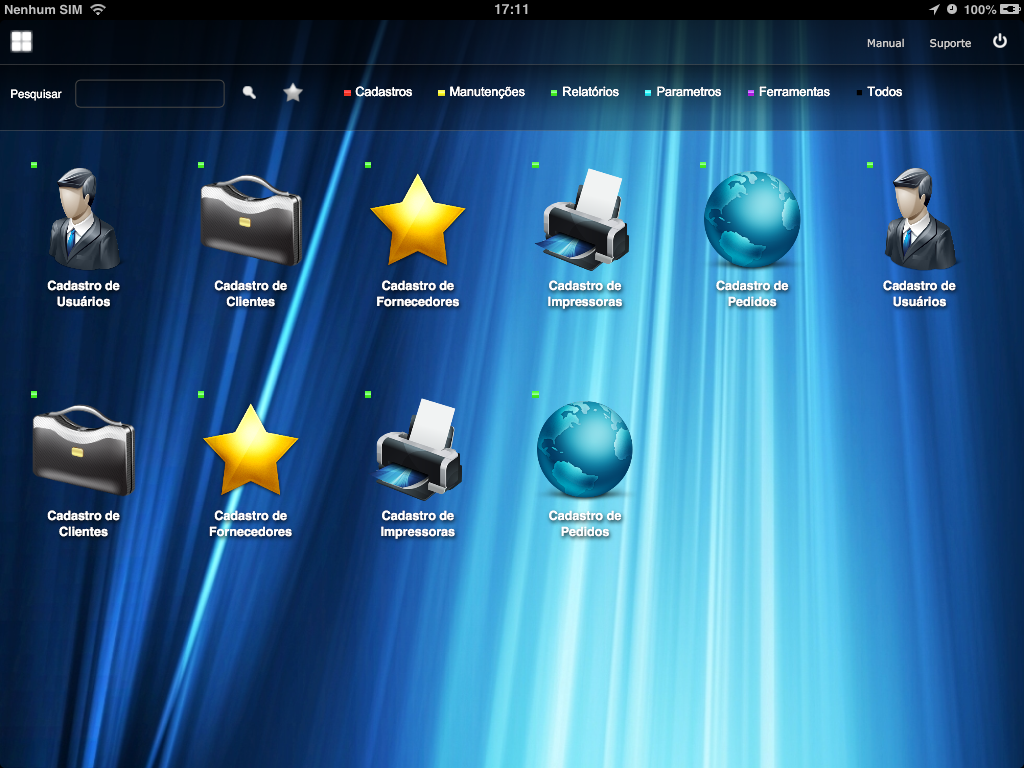 Nenhum SIM 17:11 100%
Manual Suporte
Pesquisar Cadastros Manutenções Relatórios Parametros Ferramentas Todos
Cadastro de Usuários
Cadastro de Clientes
Cadastro de Fornecedores
Cadastro de Impressoras
Cadastro de Pedidos
Cadastro de Usuários
Cadastro de Clientes
Cadastro de Fornecedores
Cadastro de Impressoras
Cadastro de Pedidos